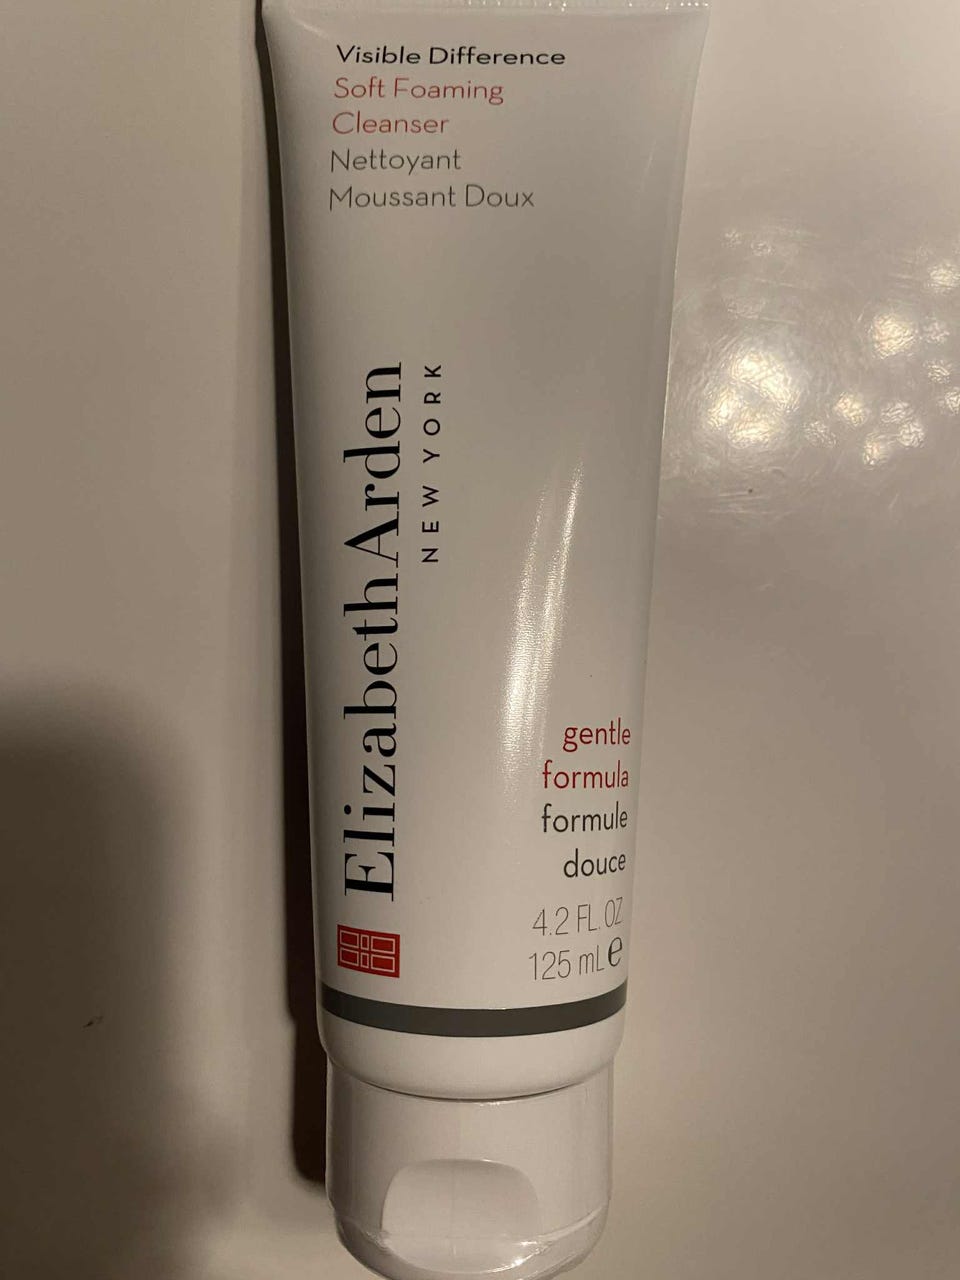 Visible Difference
Soft Foaming
Cleanser
Nettoyant
Moussant Doux
Elizabeth Arden
NEW YORK
gentle
formula
formule
douce
4.2 FL. OZ
125 mL e